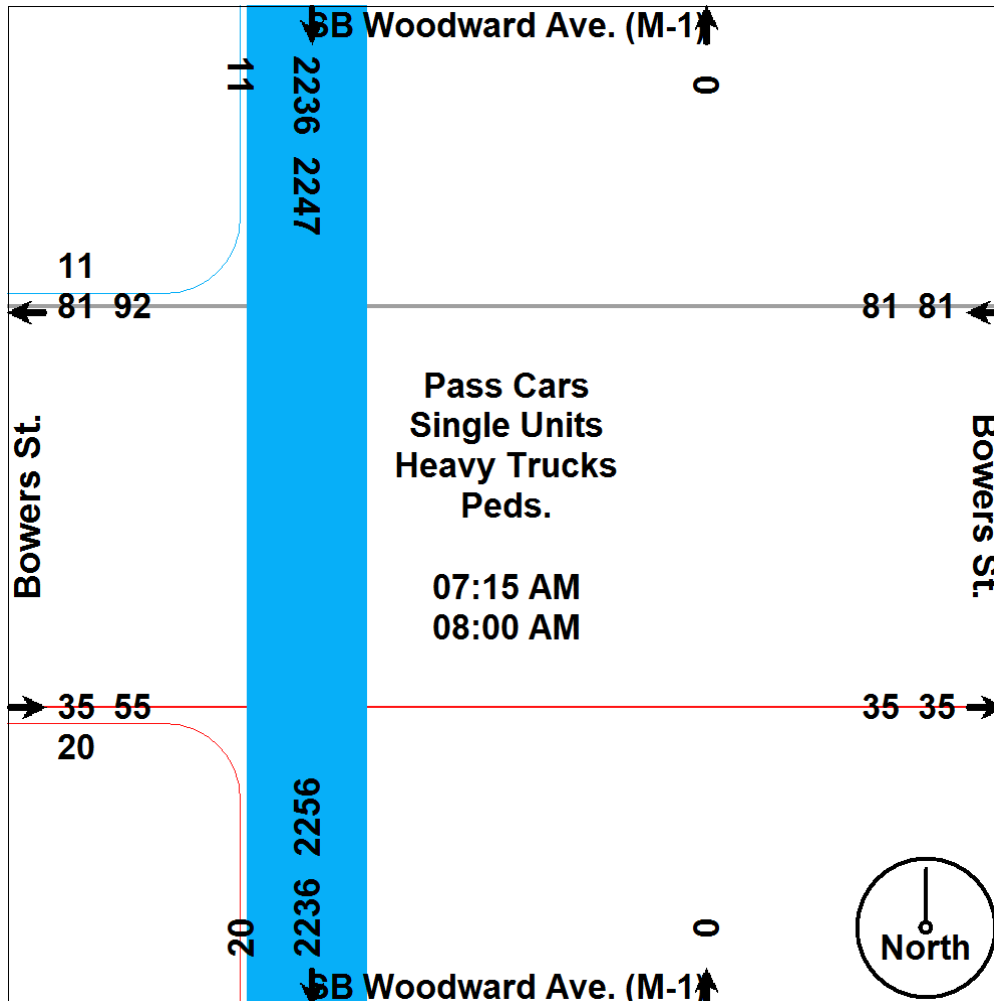 SB Woodward Ave. (M-1)
11
2236 2247
0
11
81 92
81 81
Pass Cars
Single Units
Heavy Trucks
Peds.
07:15 AM
08:00 AM
Bowers St.
Bowers St.
35 55
35 35
20
20
2236 2256
0
North
SB Woodward Ave. (M-1)